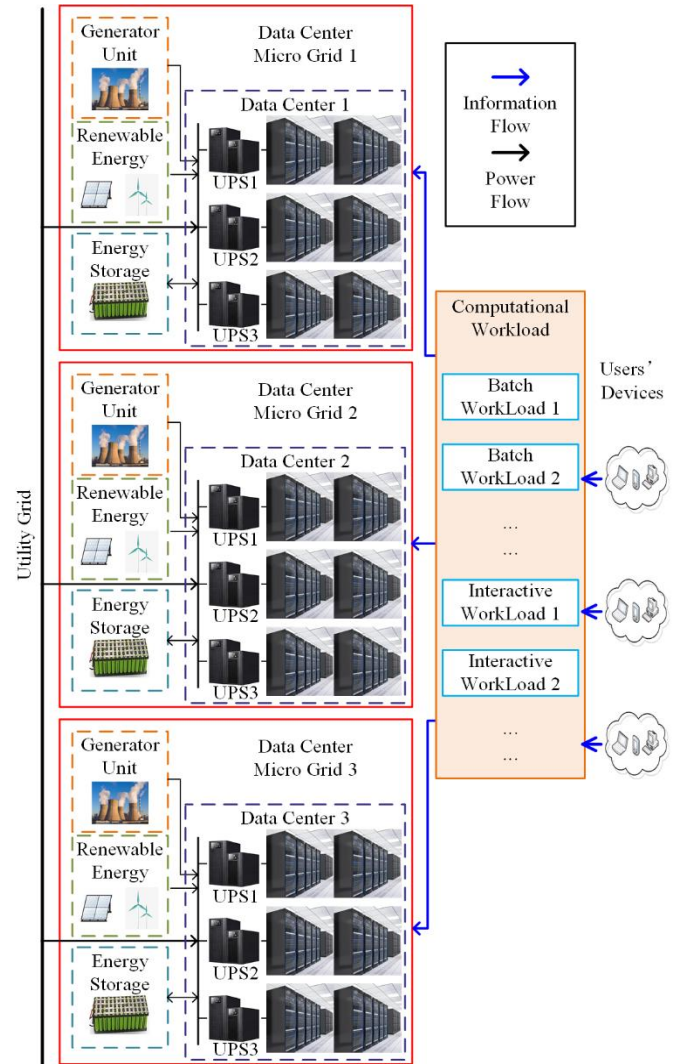 Utility Grid
Generator
Unit
Data Center
Micro Grid 1
Renewable
Energy
Data Center 1
UPS1
UPS2
UPS3
Energy
Storage
Generator
Unit
Data Center
Micro Grid 2
Renewable
Energy
Data Center 2
UPS1
UPS2
UPS3
Energy
Storage
Generator
Unit
Data Center
Micro Grid 3
Renewable
Energy
Data Center 3
UPS1
UPS2
UPS3
Energy
Storage
Information
Flow
Power
Flow
Computational
Workload
Batch
WorkLoad 1
Batch
WorkLoad 2
...
...
Interactive
WorkLoad 1
Interactive
WorkLoad 2
...
...
Users'
Devices